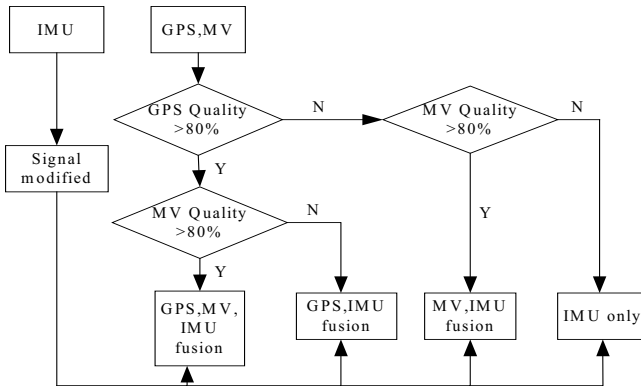 IMU
GPS,MV
GPS Quality
>80%
N
MV Quality
>80%
N
Signal
modified
Y
MV Quality
>80%
N
Y
Y
GPS,MV,
IMU
fusion
GPS,IMU
fusion
MV,IMU
fusion
IMU only